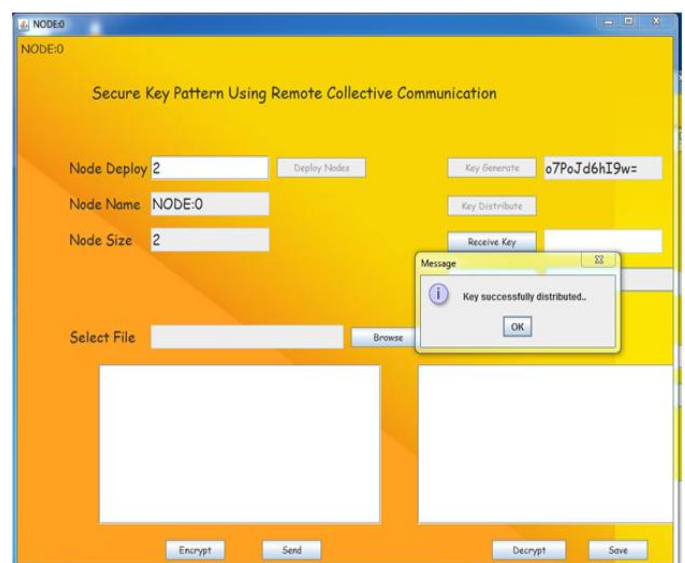 NODE:0
NODE:0
Secure Key Pattern Using Remote Collective Communication
Node Deploy 2 Deploy Nodes Key Generate o7PoJd6hI9w=
Node Name NODE:0 Key Distribute
Node Size 2 Receive Key
Message
Key successfully distributed..
OK
Select File Browse
Encrypt Send Decrypt Save